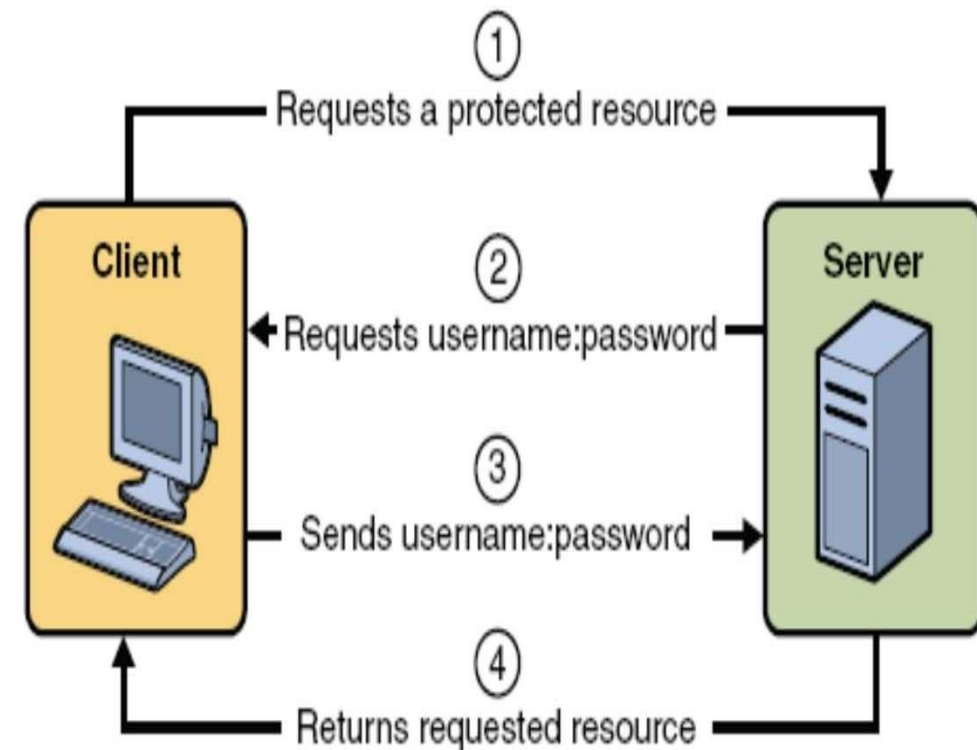 1
Requests a protected resource
Client
Server
2
Requests username:password
3
Sends username:password
4
Returns requested resource